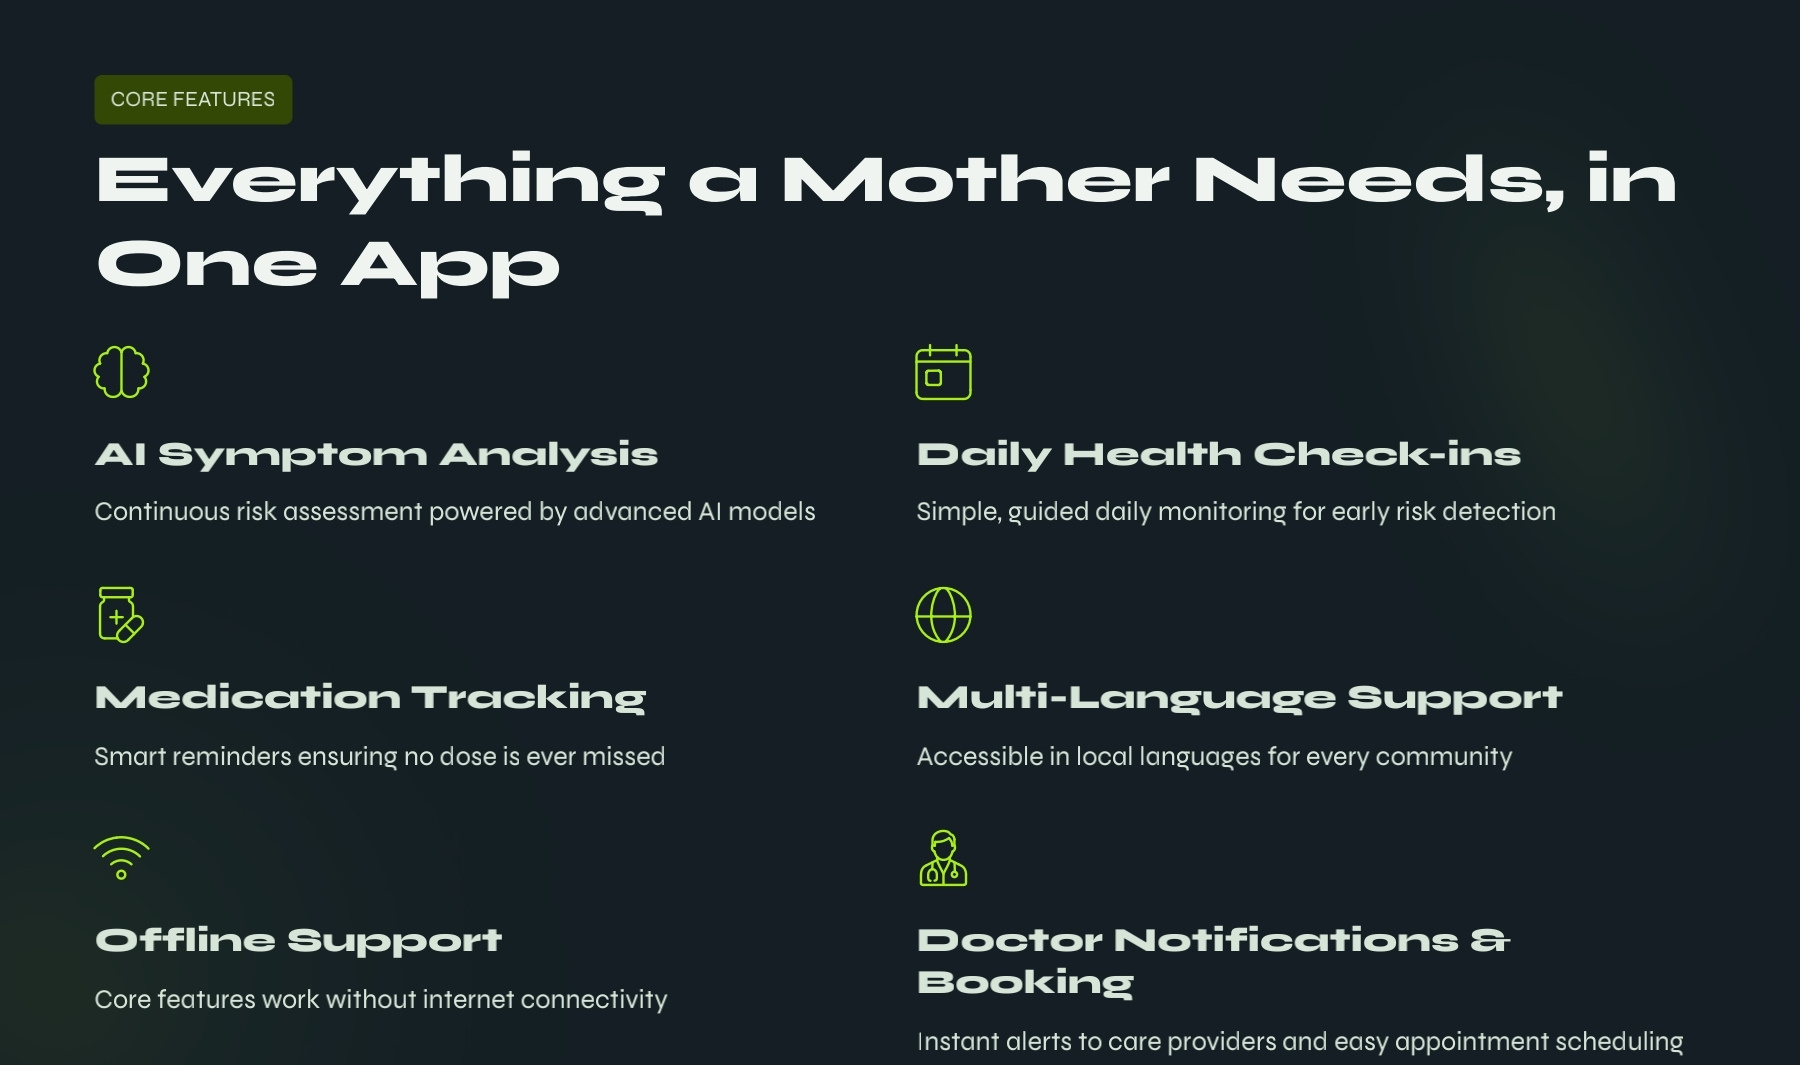 CORE FEATURES
Everything a Mother Needs, in
One App
AI Symptom Analysis
Continuous risk assessment powered by advanced AI models
Daily Health Check-ins
Simple, guided daily monitoring for early risk detection
Medication Tracking
Smart reminders ensuring no dose is ever missed
Multi-Language Support
Accessible in local languages for every community
Offline Support
Core features work without internet connectivity
Doctor Notifications &
Booking
Instant alerts to care providers and easy appointment scheduling